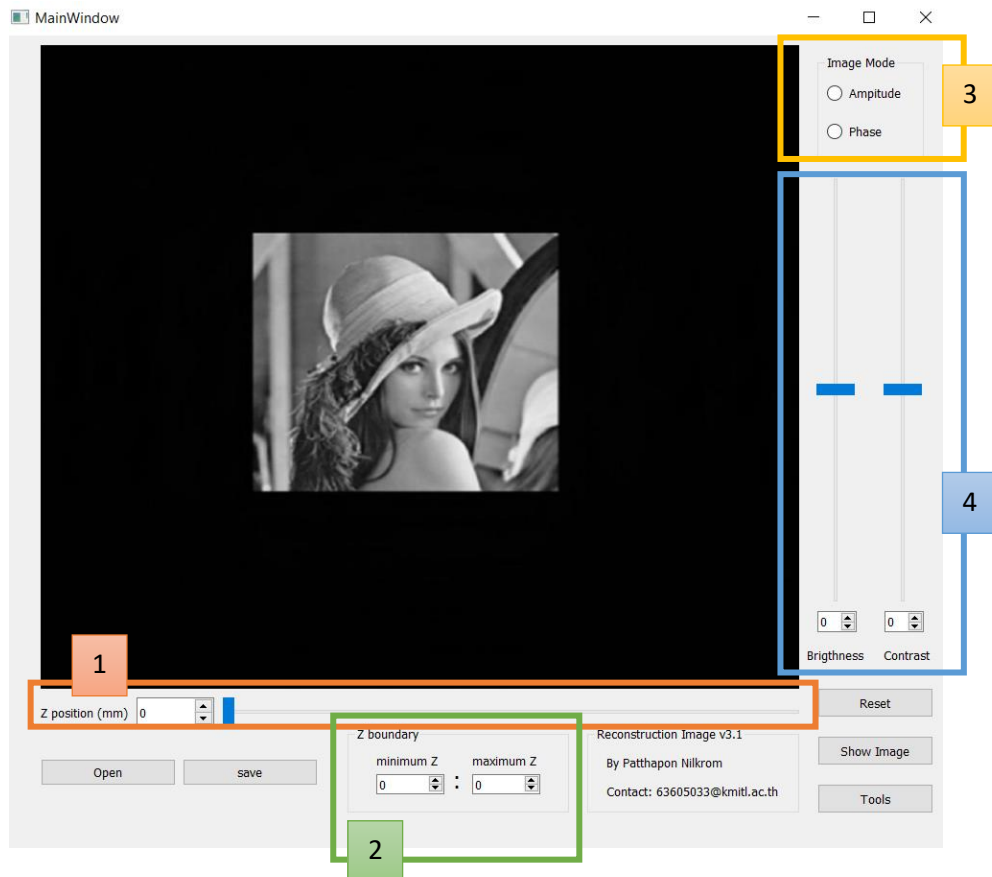 MainWindow
Image Mode
Ampitude
Phase
3
4
0
0
Brigthness
Contrast
1
Z position (mm)
0
Z boundary
minimum Z
maximum Z
0
:
0
2
Reconstruction Image v3.1
By Patthapon Nilkrom
Contact: 63605033@kmitl.ac.th
Open
save
Reset
Show Image
Tools